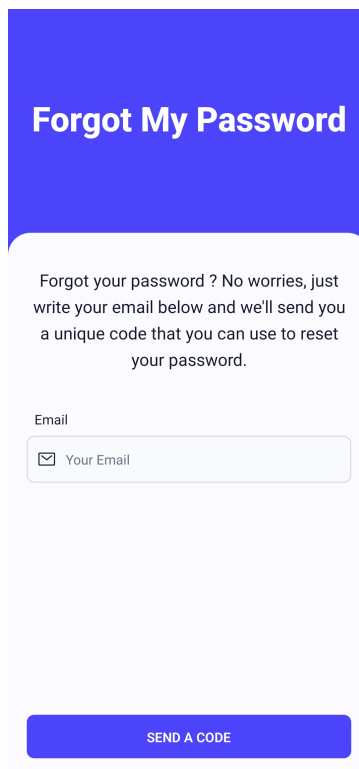 Forgot My Password
Forgot your password ? No worries, just
write your email below and we'll send you
a unique code that you can use to reset
your password.
Email
Your Email
SEND A CODE